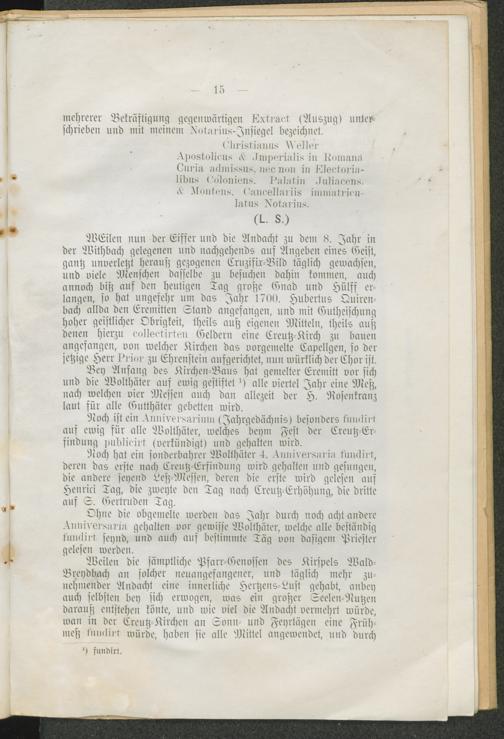 — 15 —
mehrerer Bekräftigung gegenwärtigen Extract (Auszug) unter-
schrieben und mit meinem Notarius-Insiegel bezeichnet.
Christianus Weller
Apostolicus & Jmperialis in Romana
Curia admissus, nec non in Electoria-
libus Coloniens. Palatin Juliacens.
& Montens. Cancellariis immatricu-
latus Notarius.
(L. S.)
WEilen nun der Eiffer und die Andacht zu dem 8. Jahr in
der Withbach gelegenen und nachgehends auf Angeben eines Geist,
gantz unverletzt herauß gezogenen Cruzifix-Bild täglich gewachsen,
und viele Menschen dasselbe zu besuchen dahin kommen, auch
annoch biß auf den heutigen Tag große Gnad und Hülff er-
langen, so hat ungefehr um das Jahr 1700. Hubertus Quiren-
bach allda den Eremitten Stand angefangen, und mit Gutheischung
hoher geistlicher Obrigkeit, theils auß eigenen Mitteln, theils auß
denen hierzu collectirten Geldern eine Creutz-Kirch zu bauen
angefangen, von welcher Kirchen das vorgemelte Capellgen, so der
jetzige Herr Prior zu Ehrenstein aufgerichtet, nun würklich der Chor ist.
Bey Anfang des Kirchen-Baus hat gemelter Eremitt vor sich
und die Wolthäter auf ewig gestiftet ¹) alle viertel Jahr eine Meß,
nach welchen vier Messen auch dan allezeit der H. Rosenkranz
laut für alle Gutthäter gebetten wird.
Noch ist ein Anniversarium (Jahrgedächnis) besonders fundirt
auf ewig für alle Wolthäter, welches beym Fest der Creutz-Er-
findung publicirt (verkündigt) und gehalten wird.
Noch hat ein sonderbahrer Wolthäter 4. Anniversaria fundirt,
deren das erste nach Creutz-Erfindung wird gehalten und gesungen,
die andere seyend Leß-Messen, deren die erste wird gelesen auf
Henrici Tag, die zweyte den Tag nach Creutz-Erhöhung, die dritte
auf S. Gertruden Tag.
Ohne die obgemelte werden das Jahr durch noch acht andere
Anniversaria gehalten vor gewisse Wolthäter, welche alle beständig
fundirt seynd, und auch auf bestimmte Täg von dasigem Priester
gelesen werden.
Weilen die sämptliche Pfarr-Genossen des Kirspels Wald-
Breydbach an solcher neuangefangener, und täglich mehr zu-
nehmender Andacht eine innerliche Hertzens-Lust gehabt, anbey
auch selbsten bey sich erwogen, was ein großer Seelen-Nutzen
darauß entstehen könte, und wie viel die Andacht vermehrt würde,
wan in der Creutz-Kirchen an Sonn- und Feyrtägen eine Früh-
meß fundirt würde, haben sie alle Mittel angewendet, und durch
¹) fundirt.